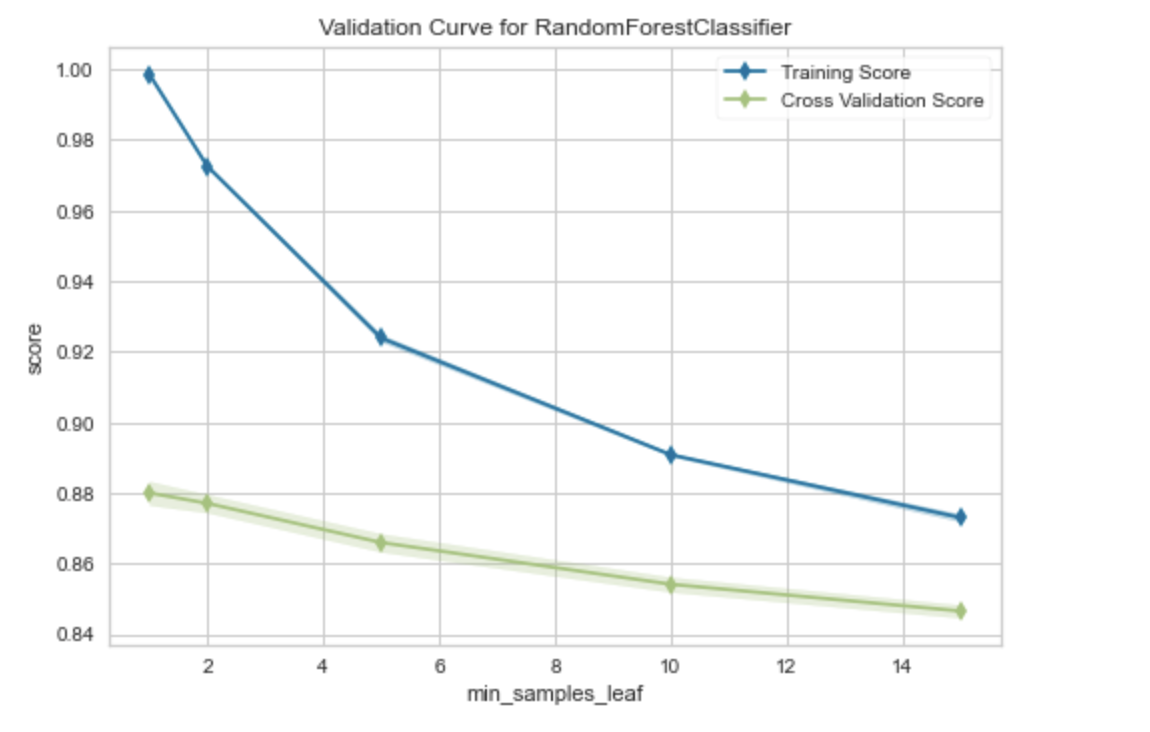 Validation Curve for RandomForestClassifier
Training Score
Cross Validation Score
score
1.00
0.98
0.96
0.94
0.92
0.90
0.88
0.86
0.84
2 4 6 8 10 12 14
min_samples_leaf